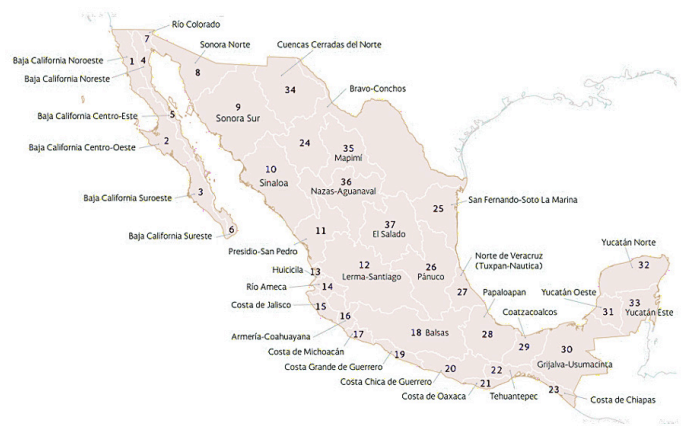 Río Colorado
7
Baja California Noroeste
1
4
Sonora Norte
Cuencas Cerradas del Norte
Baja California Noreste
8
34
Bravo-Conchos
9
Sonora Sur
Baja California Centro-Este
5
Baja California Centro-Oeste
2
24
35
Mapimí
10
Sinaloa
36
Nazas-Aguanaval
Baja California Suroeste
3
25
San Fernando-Soto La Marina
Baja California Sureste
6
11
37
El Salado
Presidio-San Pedro
Yucatán Norte
32
Huicicila
13
12
Lerma-Santiago
26
Pánuco
Norte de Veracruz
(Tuxpan-Nautica)
Río Ameca
14
27
Papaloapan
Yucatán Oeste
31
33
Yucatán Este
Costa de Jalisco
15
Coatzacoalcos
16
Armería-Coahuayana
17
18
Balsas
28
29
30
Grijalva-Usumacinta
Costa de Michoacán
19
Costa Grande de Guerrero
20
22
Costa Chica de Guerrero
21
23
Costa de Oaxaca
Tehuantepec
Costa de Chiapas